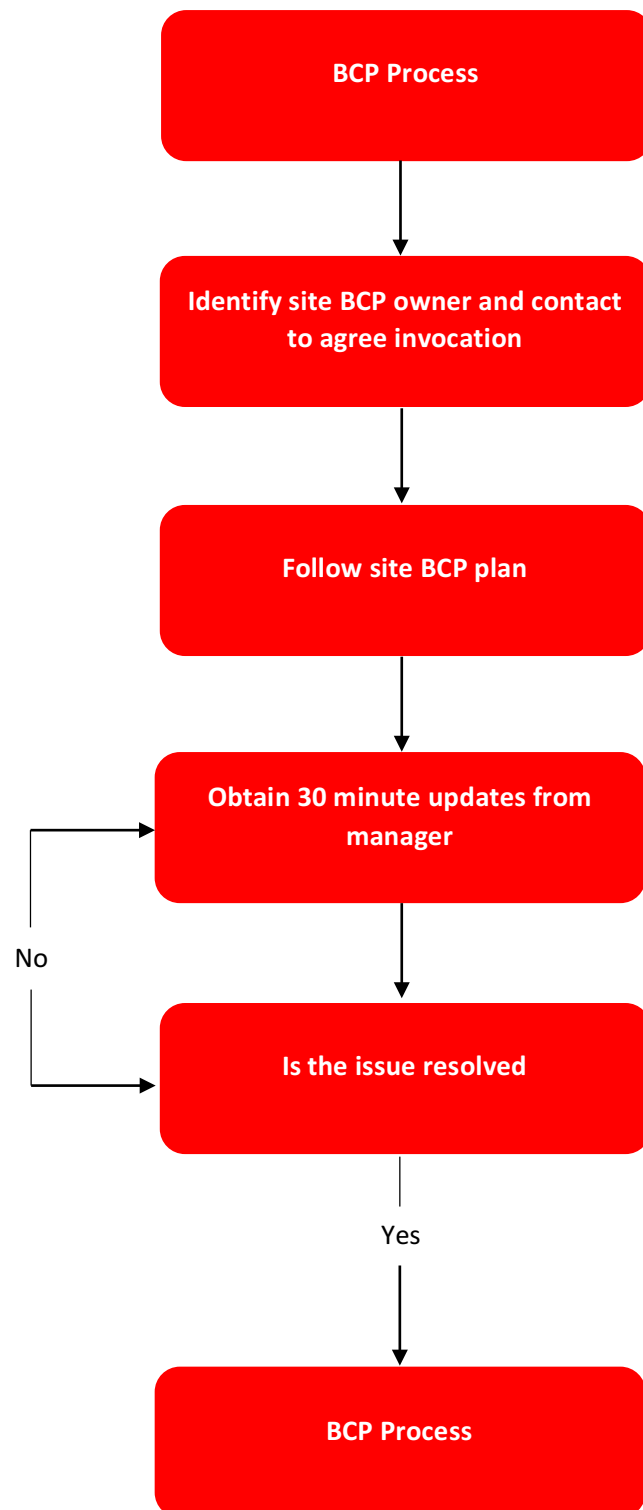 BCP Process
Identify site BCP owner and contact
to agree invocation
Follow site BCP plan
Obtain 30 minute updates from
manager
No
Is the issue resolved
Yes
BCP Process